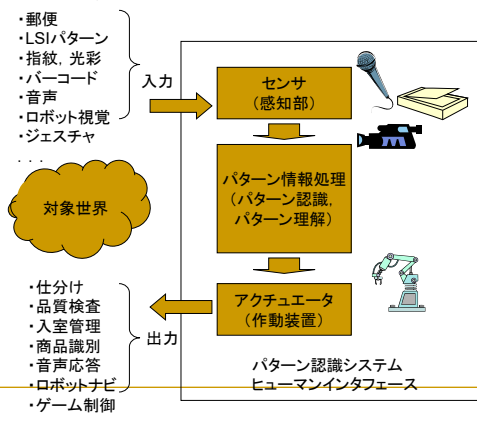 ・郵便
・LSIパターン
・指紋，光彩
・バーコード
・音声
・ロボット視覚
・ジェスチャ
．．．
入力
センサ
（感知部）
パターン情報処理
（パターン認識，
パターン理解）
対象世界
アクチュエータ
（作動装置）
出力
・仕分け
・品質検査
・入室管理
・商品識別
・音声応答
・ロボットナビ
・ゲーム制御
パターン認識システム
ヒューマンインタフェース